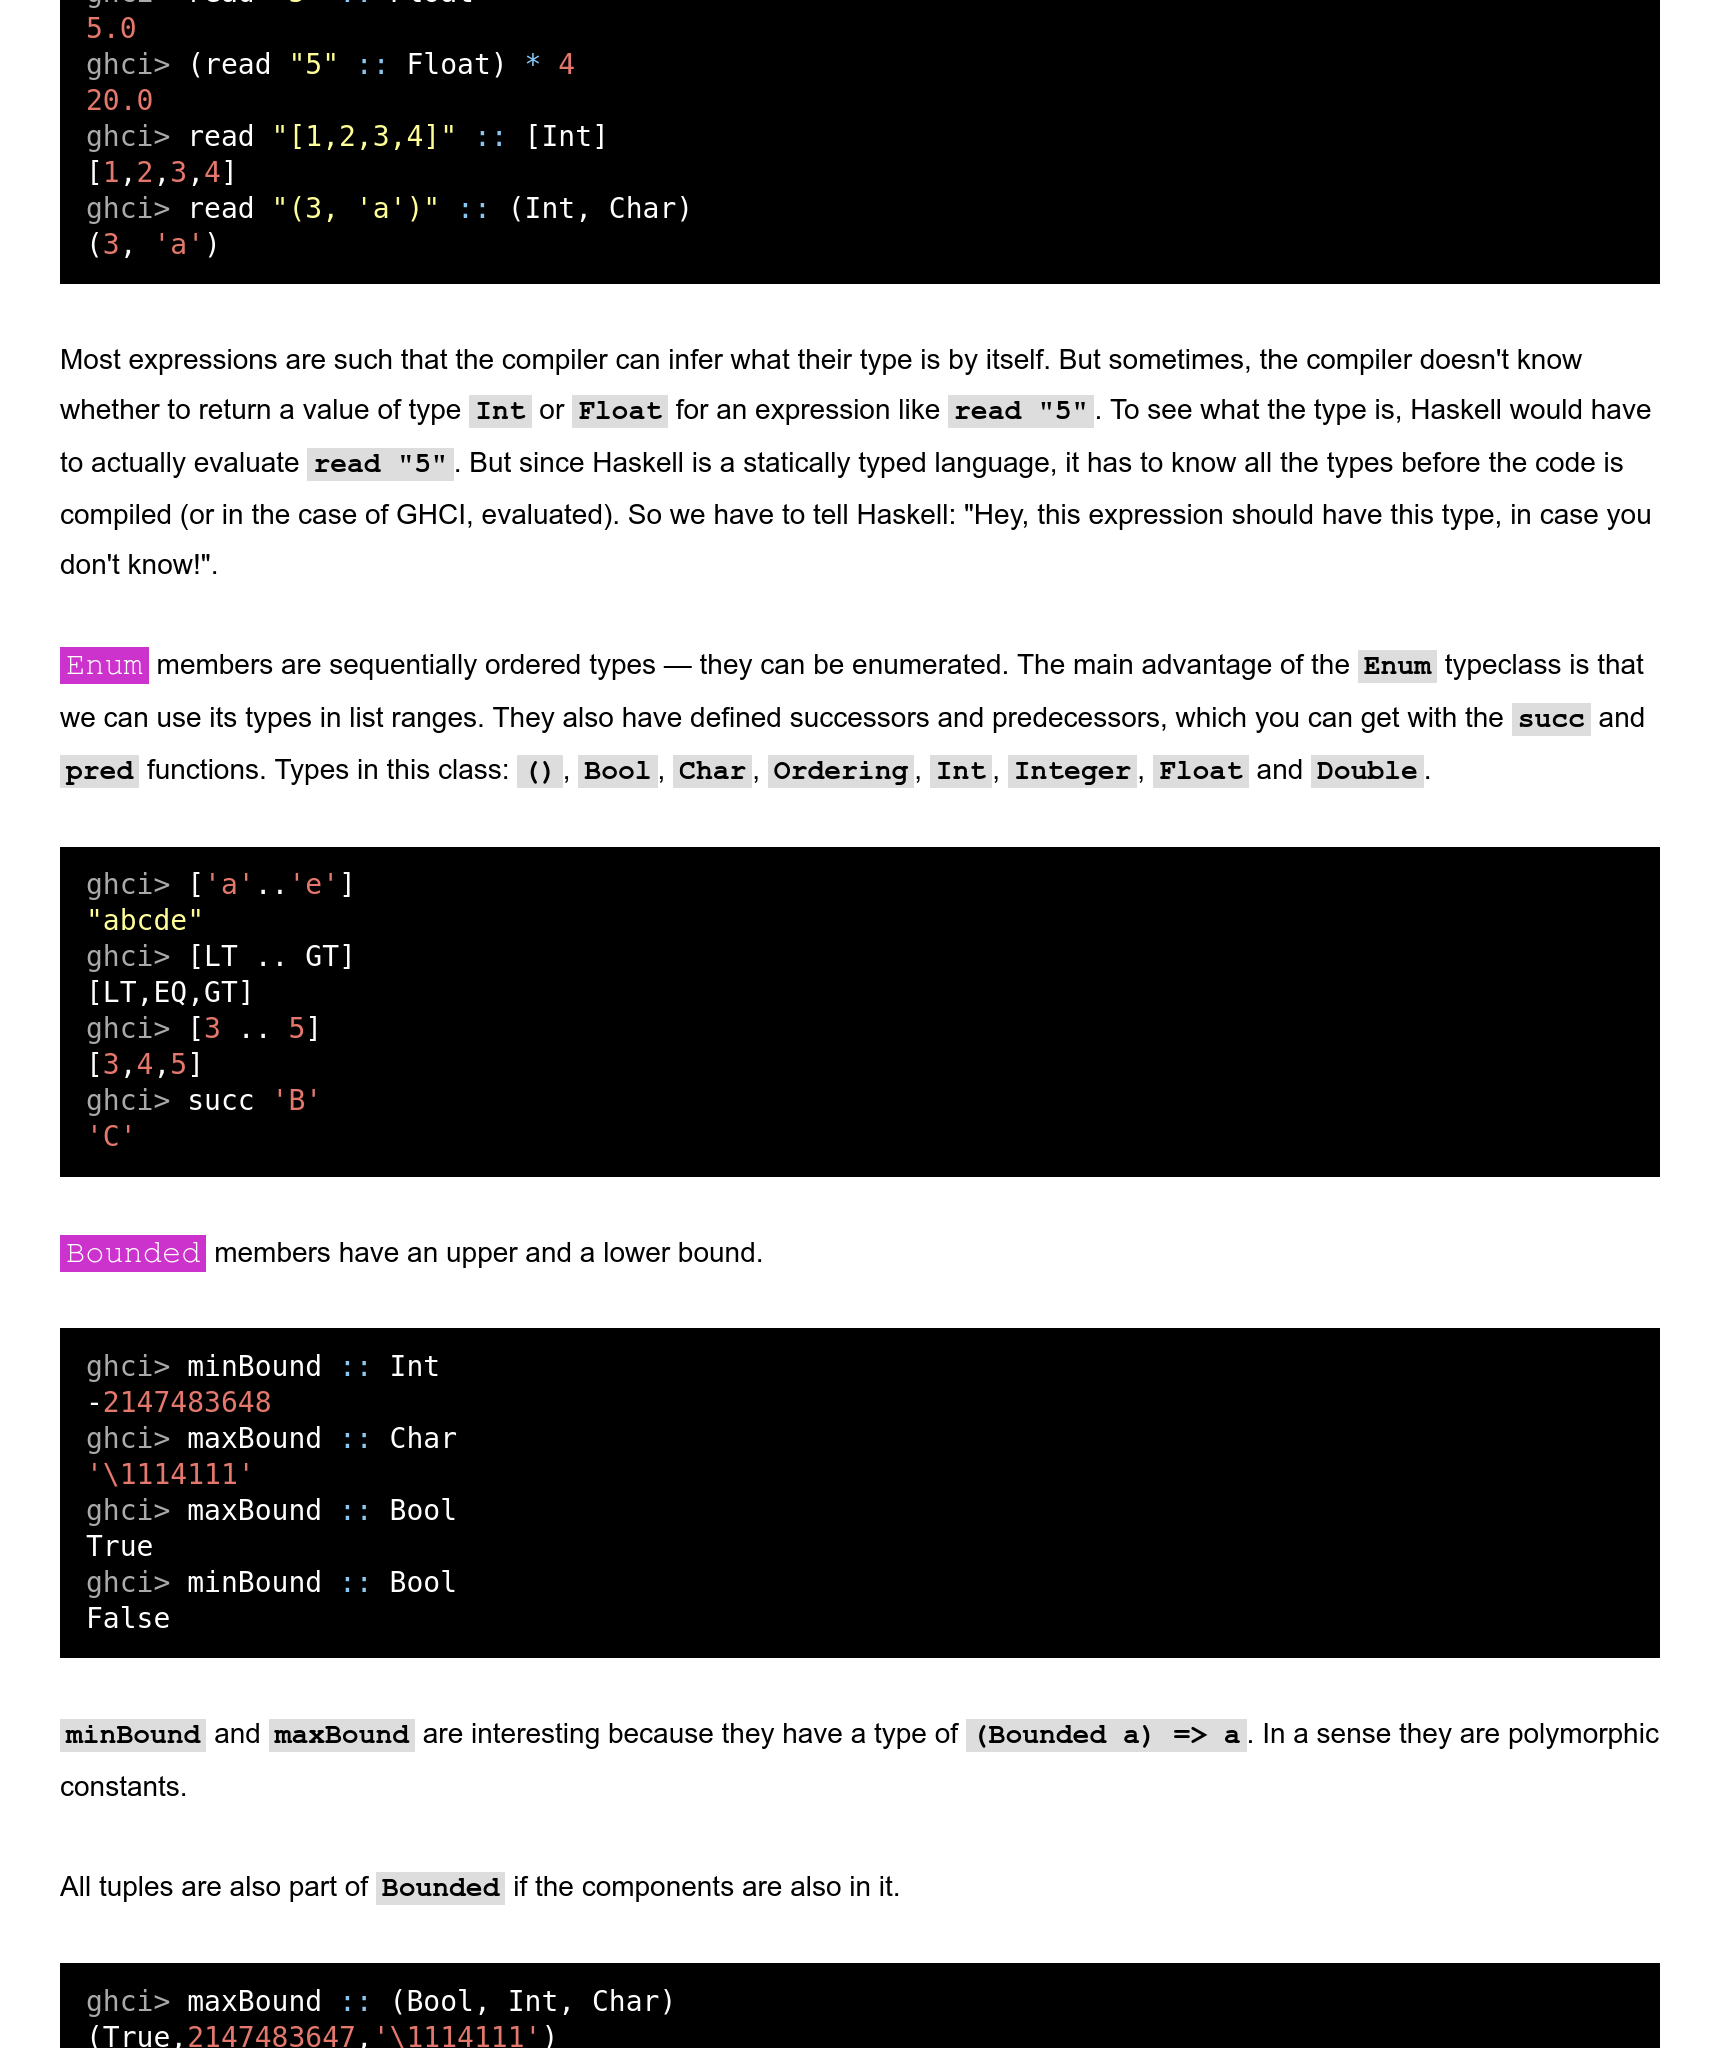 5.0
ghci> (read "5" :: Float) * 4
20.0
ghci> read "[1,2,3,4]" :: [Int]
[1,2,3,4]
ghci> read "(3, 'a')" :: (Int, Char)
(3, 'a')
Most expressions are such that the compiler can infer what their type is by itself. But sometimes, the compiler doesn't know
whether to return a value of type Int or Float for an expression like read "5". To see what the type is, Haskell would have
to actually evaluate read "5". But since Haskell is a statically typed language, it has to know all the types before the code is
compiled (or in the case of GHCI, evaluated). So we have to tell Haskell: "Hey, this expression should have this type, in case you
don't know!".
Enum members are sequentially ordered types — they can be enumerated. The main advantage of the Enum typeclass is that
we can use its types in list ranges. They also have defined successors and predecessors, which you can get with the succ and
pred functions. Types in this class: (), Bool, Char, Ordering, Int, Integer, Float and Double.
ghci> ['a'..'e']
"abcde"
ghci> [LT .. GT]
[LT,EQ,GT]
ghci> [3 .. 5]
[3,4,5]
ghci> succ 'B'
'C'
Bounded members have an upper and a lower bound.
ghci> minBound :: Int
-2147483648
ghci> maxBound :: Char
'\1114111'
ghci> maxBound :: Bool
True
ghci> minBound :: Bool
False
minBound and maxBound are interesting because they have a type of (Bounded a) => a. In a sense they are polymorphic
constants.
All tuples are also part of Bounded if the components are also in it.
ghci> maxBound :: (Bool, Int, Char)
(True,2147483647,'\1114111')